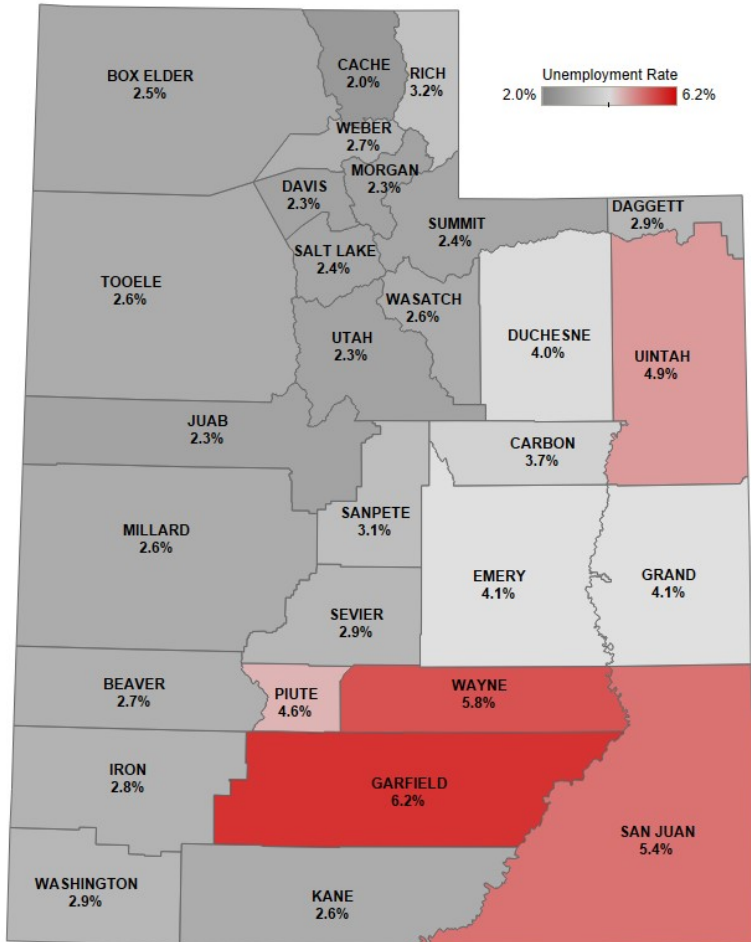 CACHE
2.0%
RICH
3.2%
BOX ELDER
2.5%
Unemployment Rate
2.0%
6.2%
WEBER
2.7%
MORGAN
2.3%
DAVIS
2.3%
DAGGETT
2.9%
SUMMIT
2.4%
SALT LAKE
2.4%
TOOELE
2.6%
WASATCH
2.6%
UTAH
2.3%
DUCHESNE
4.0%
UINTAH
4.9%
JUAB
2.3%
CARBON
3.7%
SANPETE
3.1%
MILLARD
2.6%
EMERY
4.1%
GRAND
4.1%
SEVIER
2.9%
BEAVER
2.7%
PIUTE
4.6%
WAYNE
5.8%
IRON
2.8%
GARFIELD
6.2%
SAN JUAN
5.4%
WASHINGTON
2.9%
KANE
2.6%